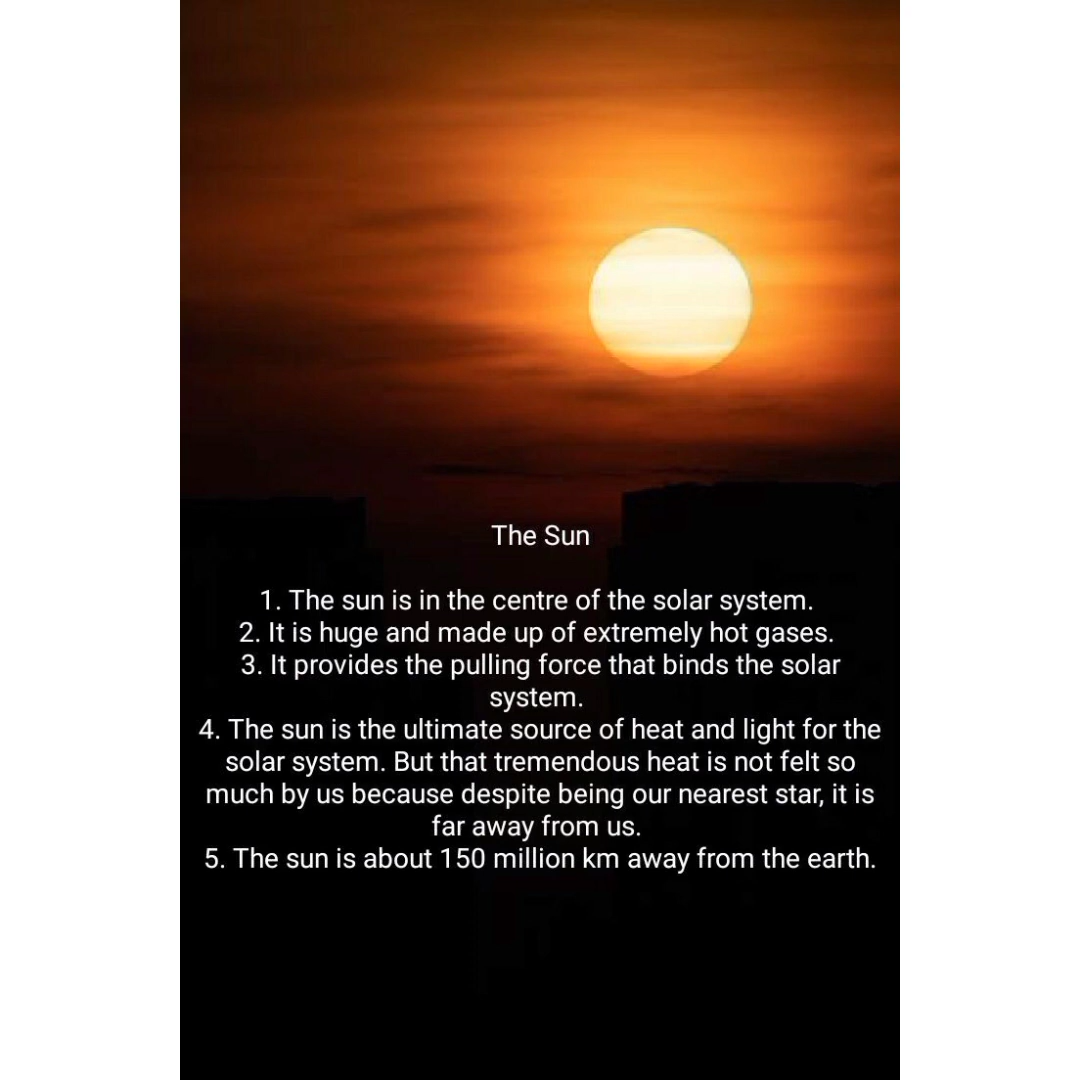 The Sun
1. The sun is in the centre of the solar system.
2. It is huge and made up of extremely hot gases.
3. It provides the pulling force that binds the solar
system.
4. The sun is the ultimate source of heat and light for the
solar system. But that tremendous heat is not felt so
much by us because despite being our nearest star, it is
far away from us.
5. The sun is about 150 million km away from the earth.